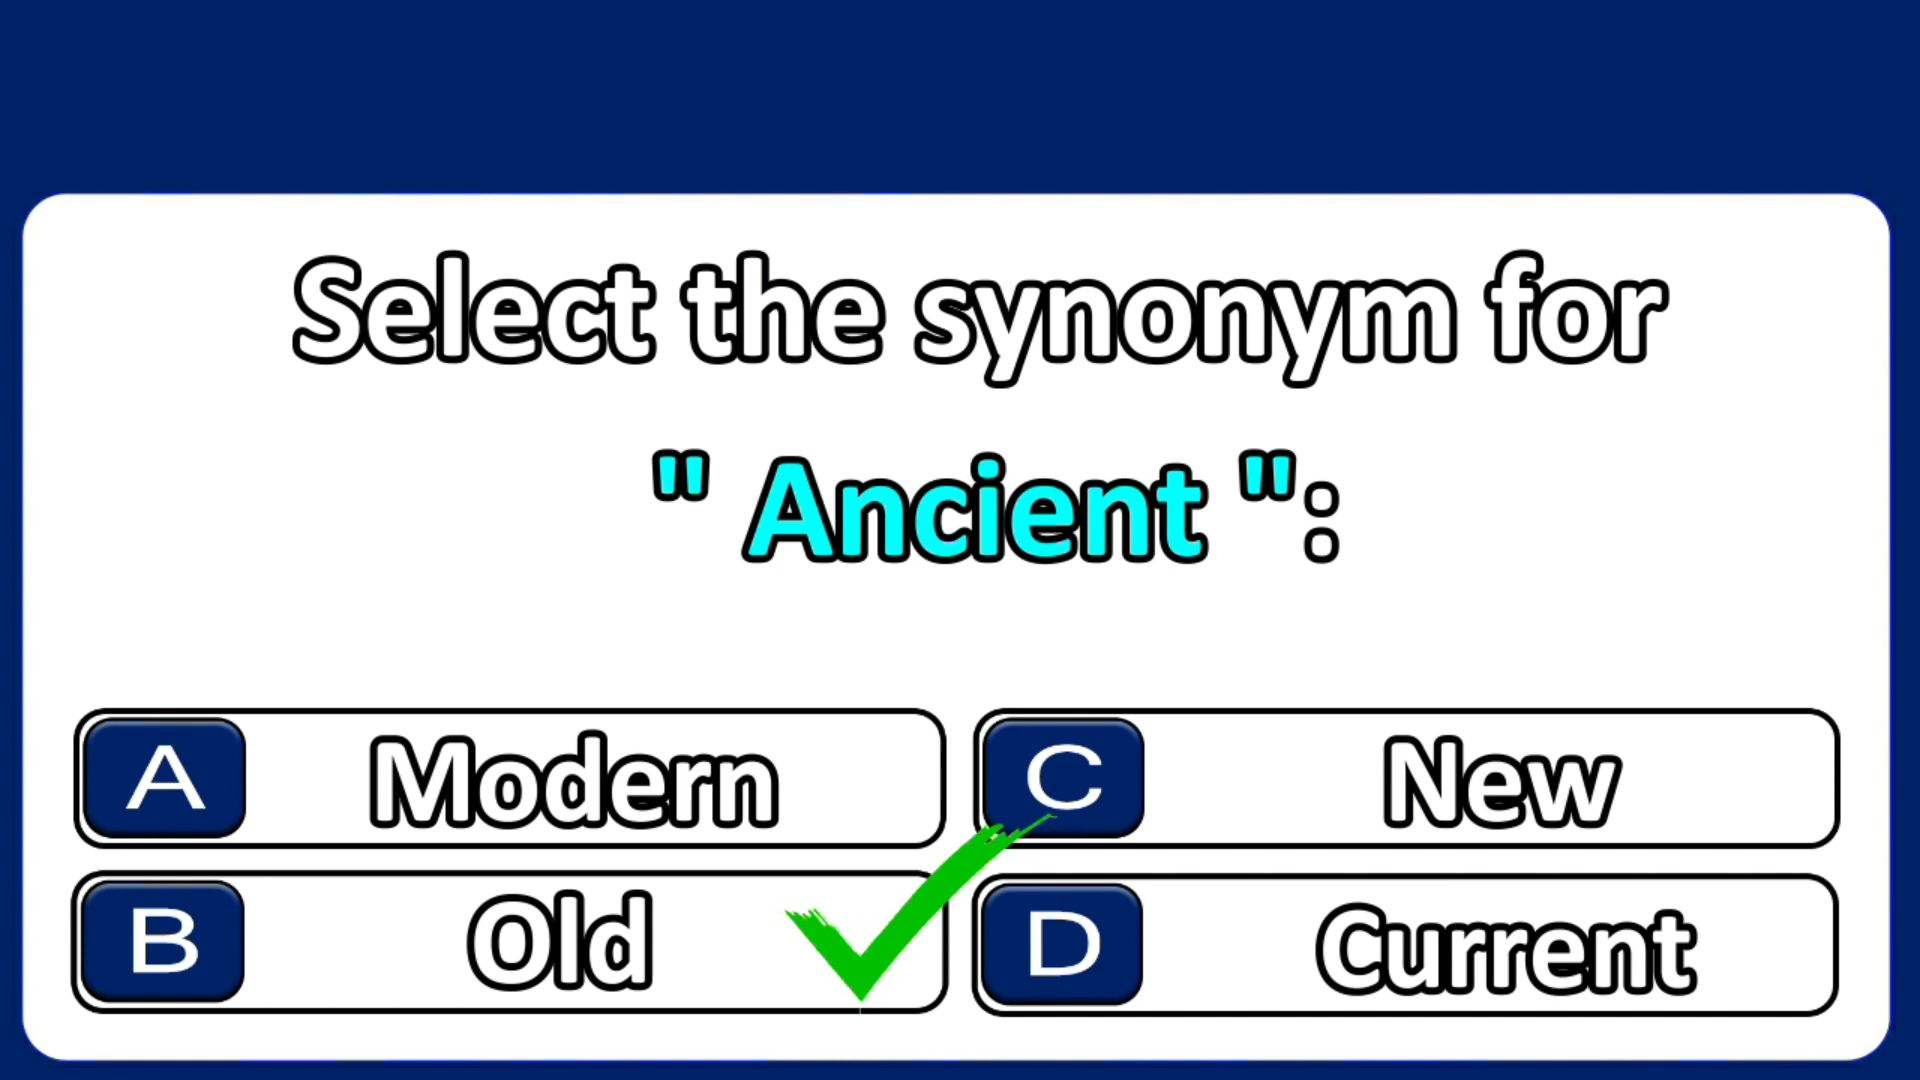 Select the synonym for
" Ancient ":
A Modern
B Old
C New
D Current